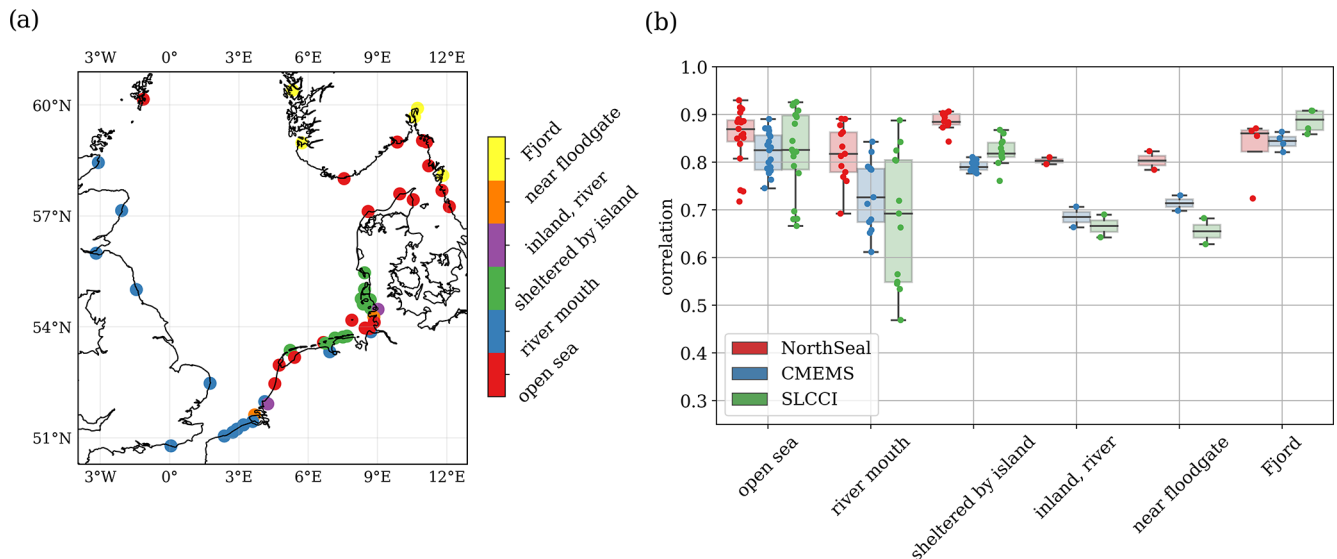 (a)
3°W 0° 3°E 6°E 9°E 12°E
60°N
57°N
54°N
51°N
3°W 0° 3°E 6°E 9°E 12°E
Fjord
near floodgate
inland, river
sheltered by island
river mouth
open sea
(b)
correlation
1.0
0.9
0.8
0.7
0.6
0.5
0.4
0.3
NorthSeal
CMEMS
SLCCI
open sea
river mouth
sheltered by island
inland, river
near floodgate
Fjord